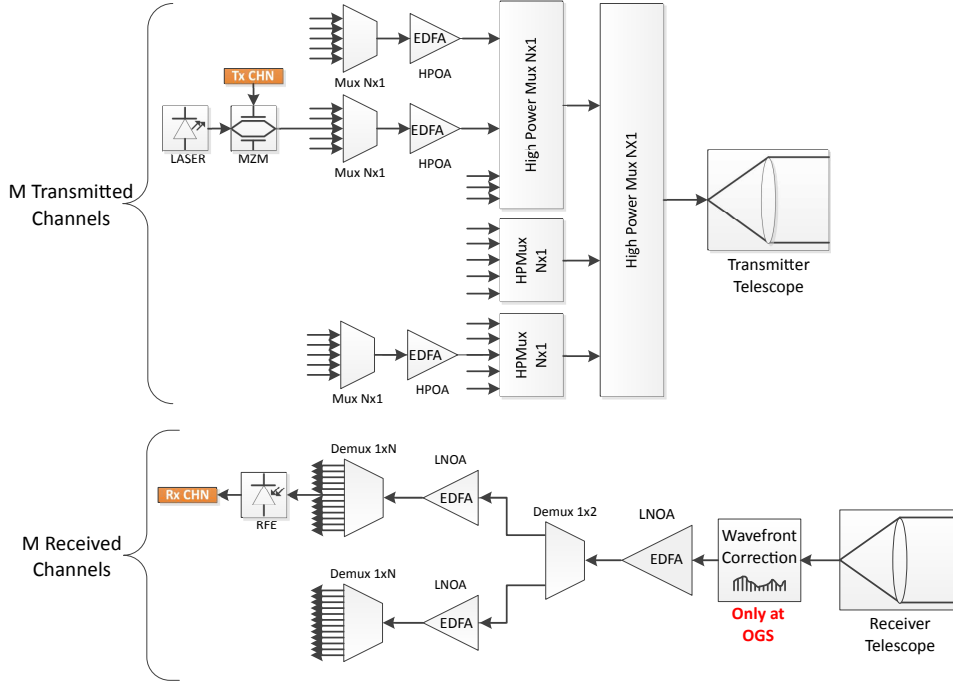 M Transmitted
Channels
LASER
Tx CHN
MZM
Mux Nx1
EDFA
HPOA
Mux Nx1
EDFA
HPOA
High Power Mux Nx1
HPMux
Nx1
Mux Nx1
EDFA
HPOA
HPMux
Nx1
High Power Mux NX1
Transmitter
Telescope
M Received
Channels
Rx CHN
RFE
Demux 1xN
LNOA
EDFA
Demux 1xN
LNOA
EDFA
Demux 1x2
LNOA
EDFA
Wavefront
Correction
Only at
OGS
Receiver
Telescope